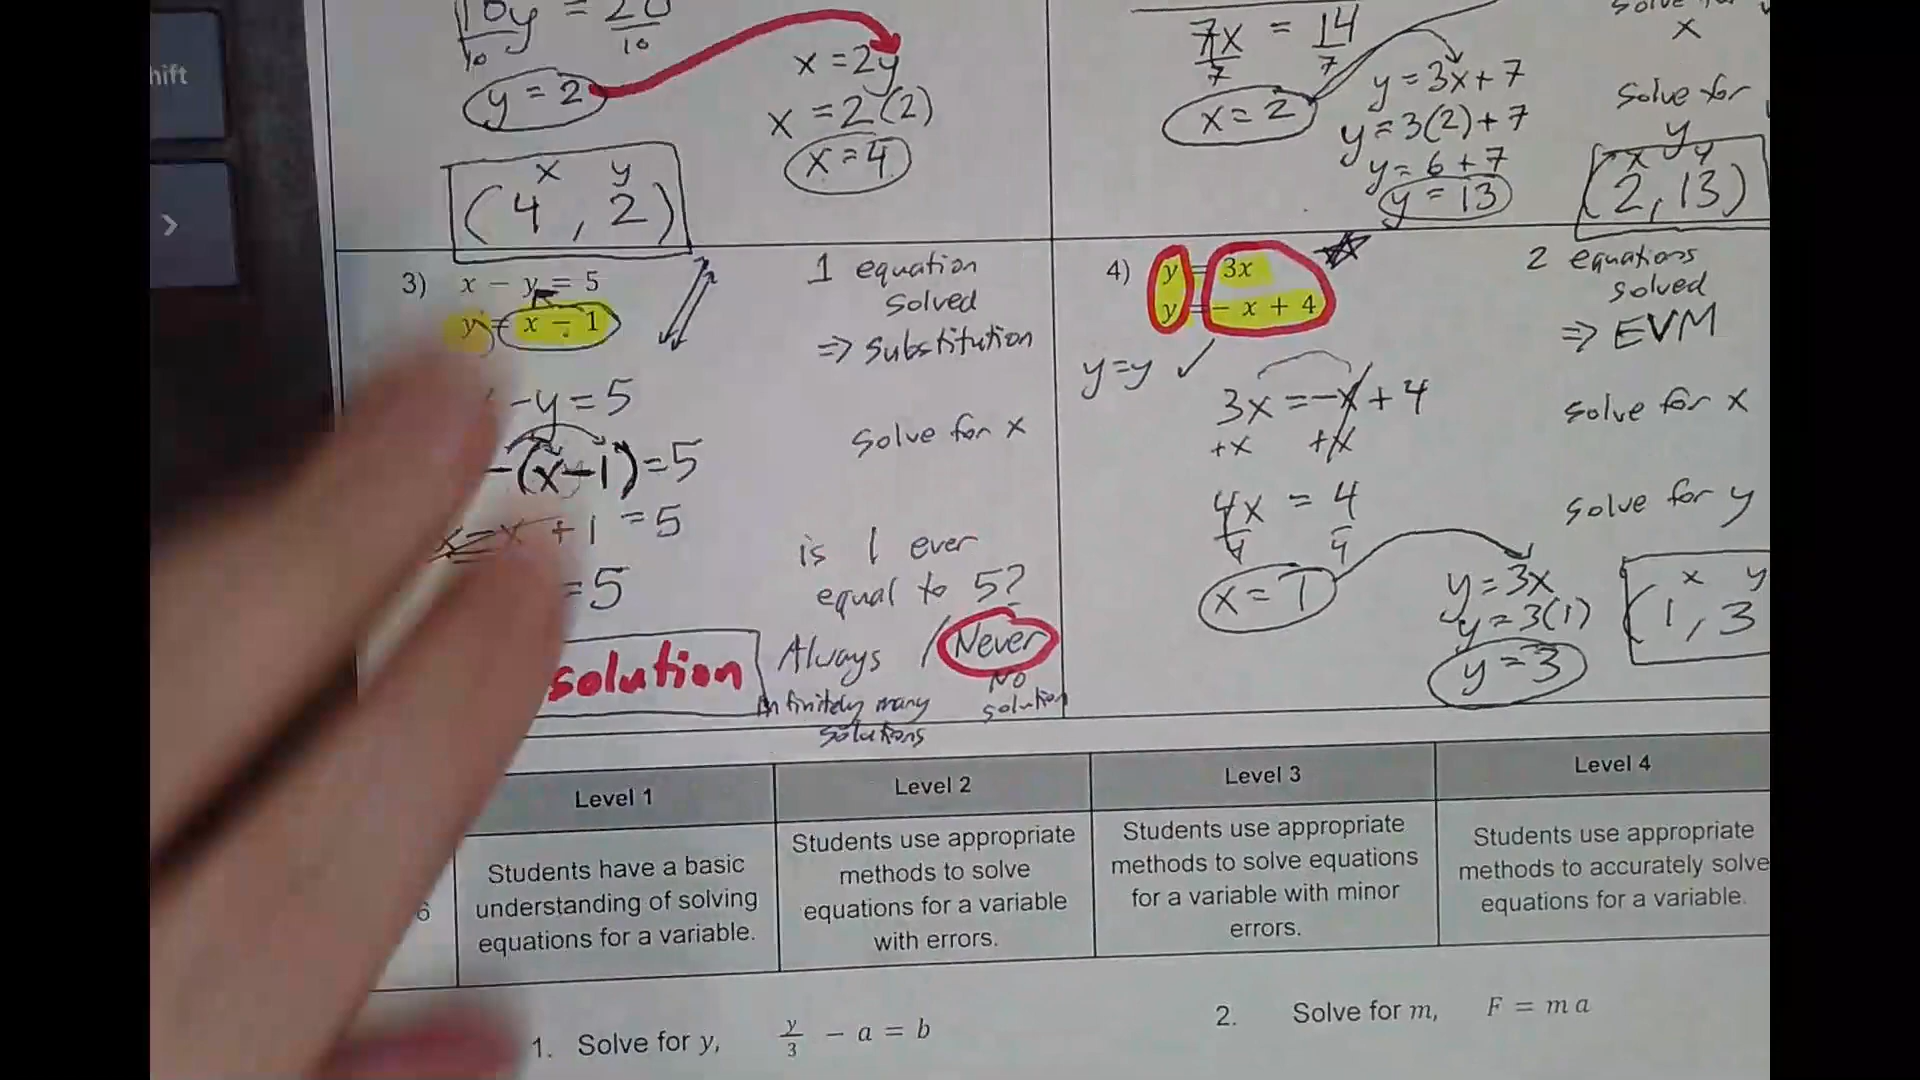 hift
10y = 20
10 10
y = 2
x = 2y
x = 2(2)
x = 4
x y
(4, 2)
7x = 14
7 7
x = 2
y = 3x + 7
y = 3(2) + 7
y = 6 + 7
y = 13
x
solve for
y
x y
(2, 13)
3) x − y = 5
y = x − 1
1 equation
solved
⇒ substitution
-y = 5
-(x-1) = 5
x - x + 1 = 5
= 5
solve for x
is 1 ever
equal to 5?
Always / Never
infinitely many
solutions
No
solution
solution
4) y = 3x
y = − x + 4
2 equations
solved
⇒ EVM
y=y ✓
3x = -x + 4
+x +x
4x = 4
4 4
x = 1
solve for x
solve for y
y = 3x
y = 3(1)
y = 3
x y
(1, 3
Level 1
Level 2
Level 3
Level 4
6
Students have a basic
understanding of solving
equations for a variable.
Students use appropriate
methods to solve
equations for a variable
with errors.
Students use appropriate
methods to solve equations
for a variable with minor
errors.
Students use appropriate
methods to accurately solve
equations for a variable.
1. Solve for y, y/3 − a = b
2. Solve for m, F = m a